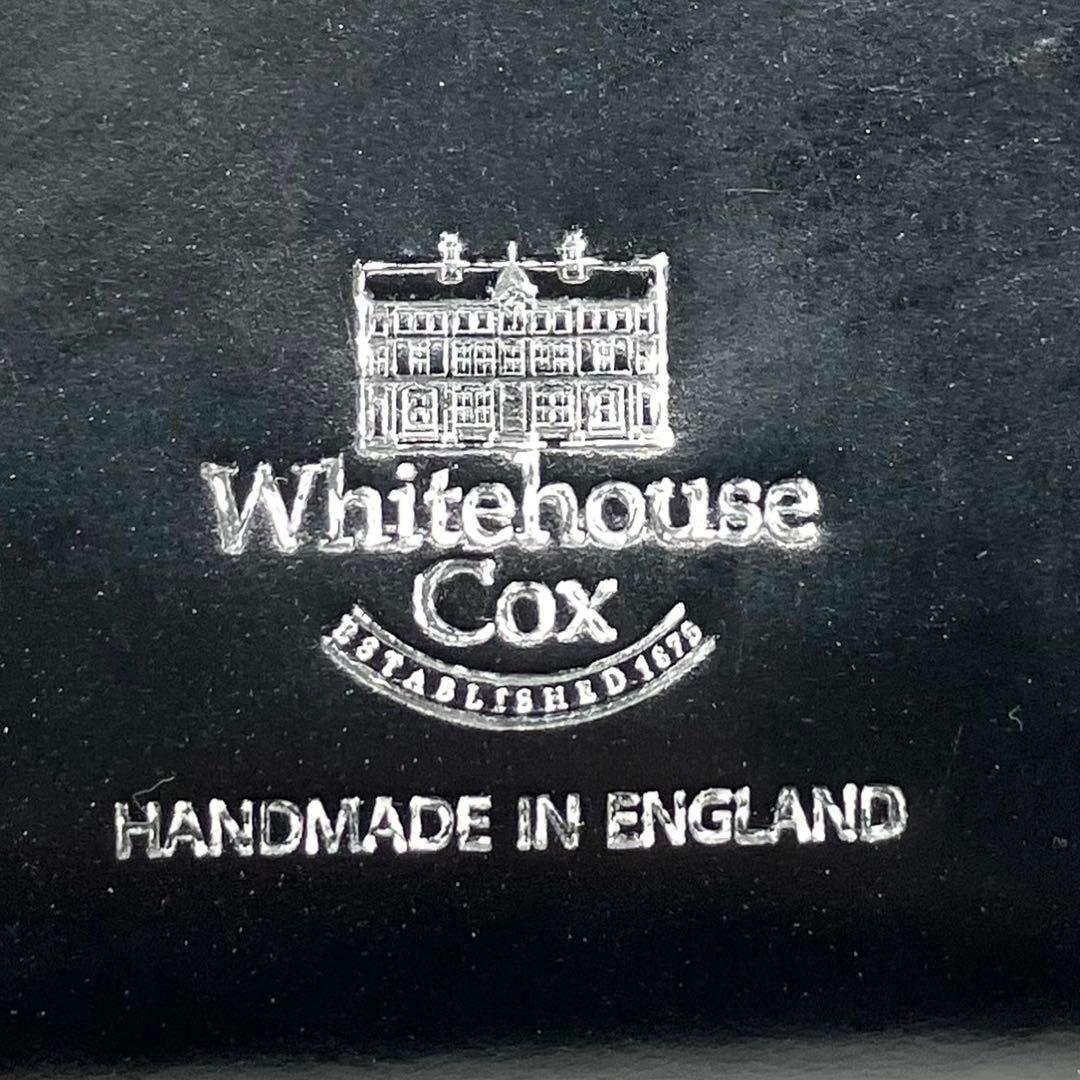 Whitehouse
Cox
ESTABLISHED 1875
HANDMADE IN ENGLAND